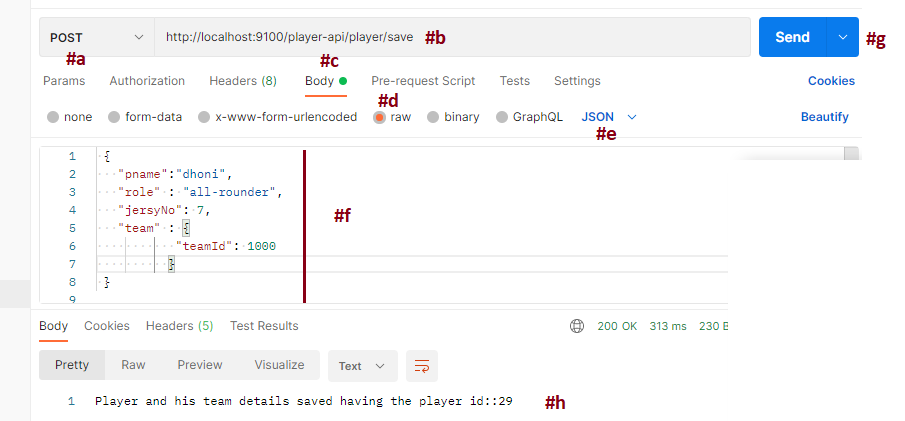 POST http://localhost:9100/player-api/player/save #b Send #g
#a #c
Params Authorization Headers (8) Body Pre-request Script Tests Settings Cookies
#d
none form-data x-www-form-urlencoded raw binary GraphQL JSON Beautify
#e
1 {
2 "pname":"dhoni",
3 "role" : "all-rounder",
4 "jersyNo": 7,
#f
5 "team" : {
6 "teamId": 1000
7 }
8 }
9
Body Cookies Headers (5) Test Results 200 OK 313 ms 230 B
Pretty Raw Preview Visualize Text
1 Player and his team details saved having the player id::29 #h